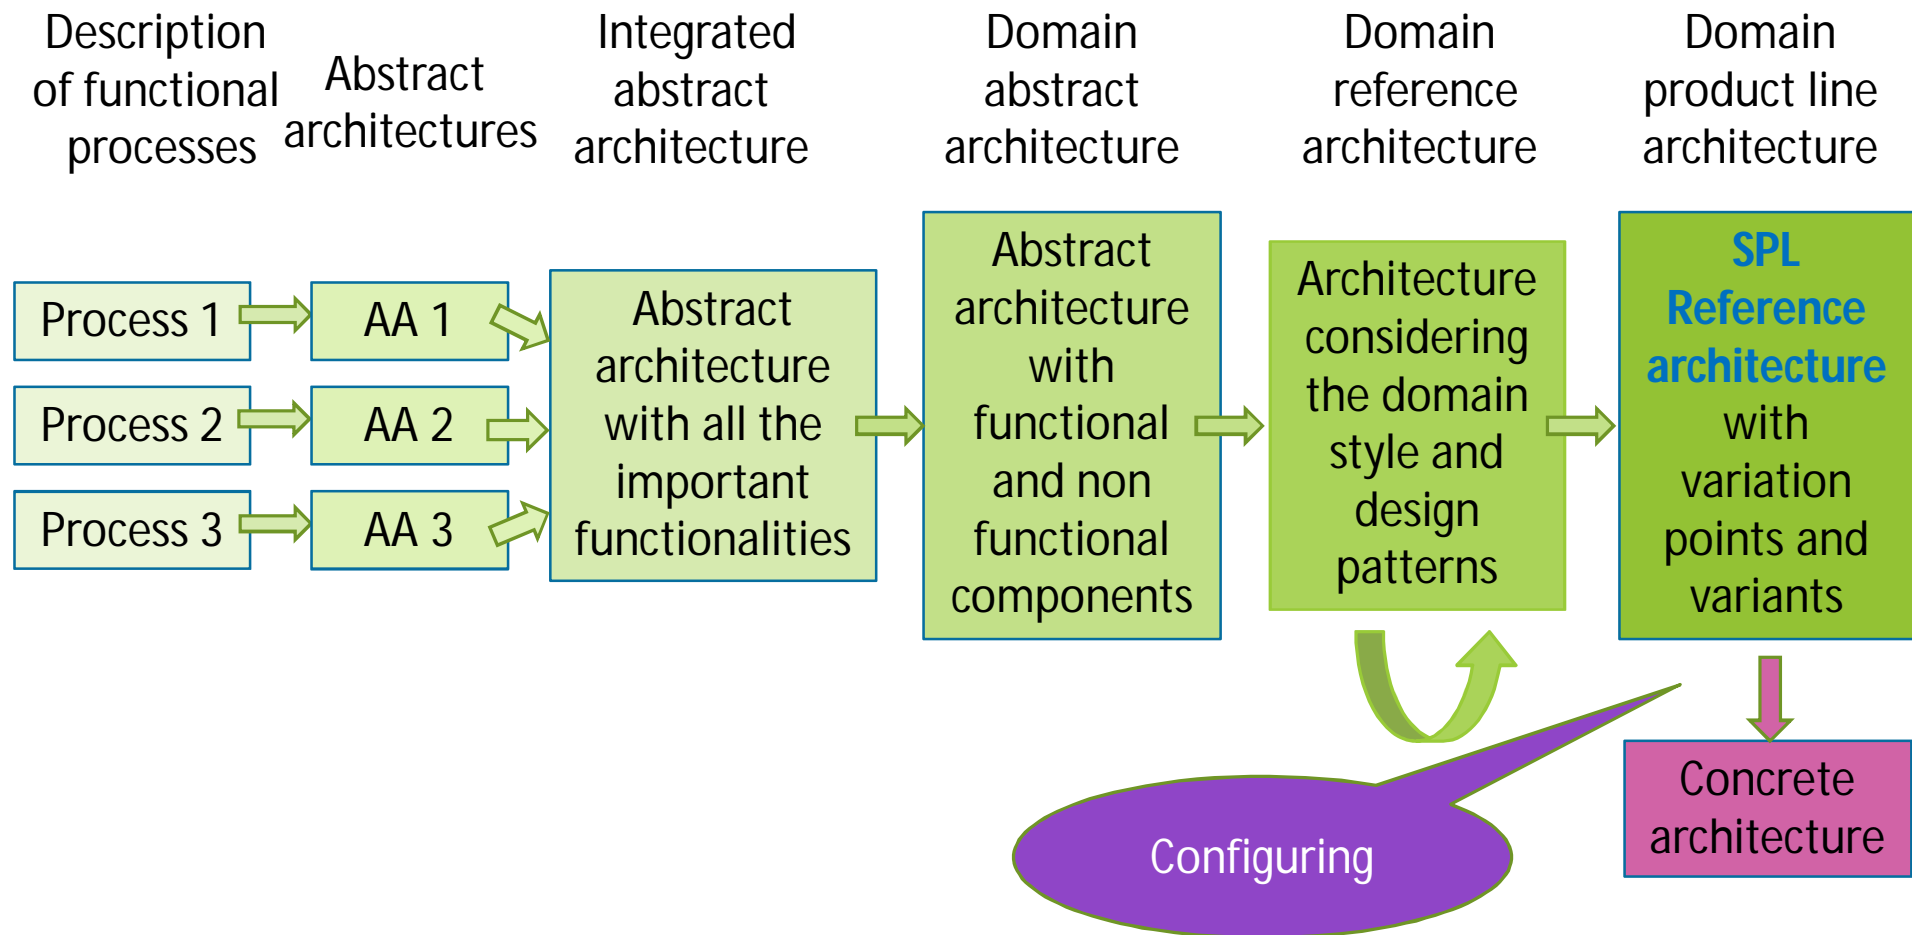 Description
of functional
processes
Abstract
architectures
Integrated
abstract
architecture
Domain
abstract
architecture
Domain
reference
architecture
Domain
product line
architecture
Process 1
Process 2
Process 3
AA 1
AA 2
AA 3
Abstract
architecture
with all the
important
functionalities
Abstract
architecture
with
functional
and non
functional
components
Architecture
considering
the domain
style and
design
patterns
SPL
Reference
architecture
with
variation
points and
variants
Configuring
Concrete
architecture